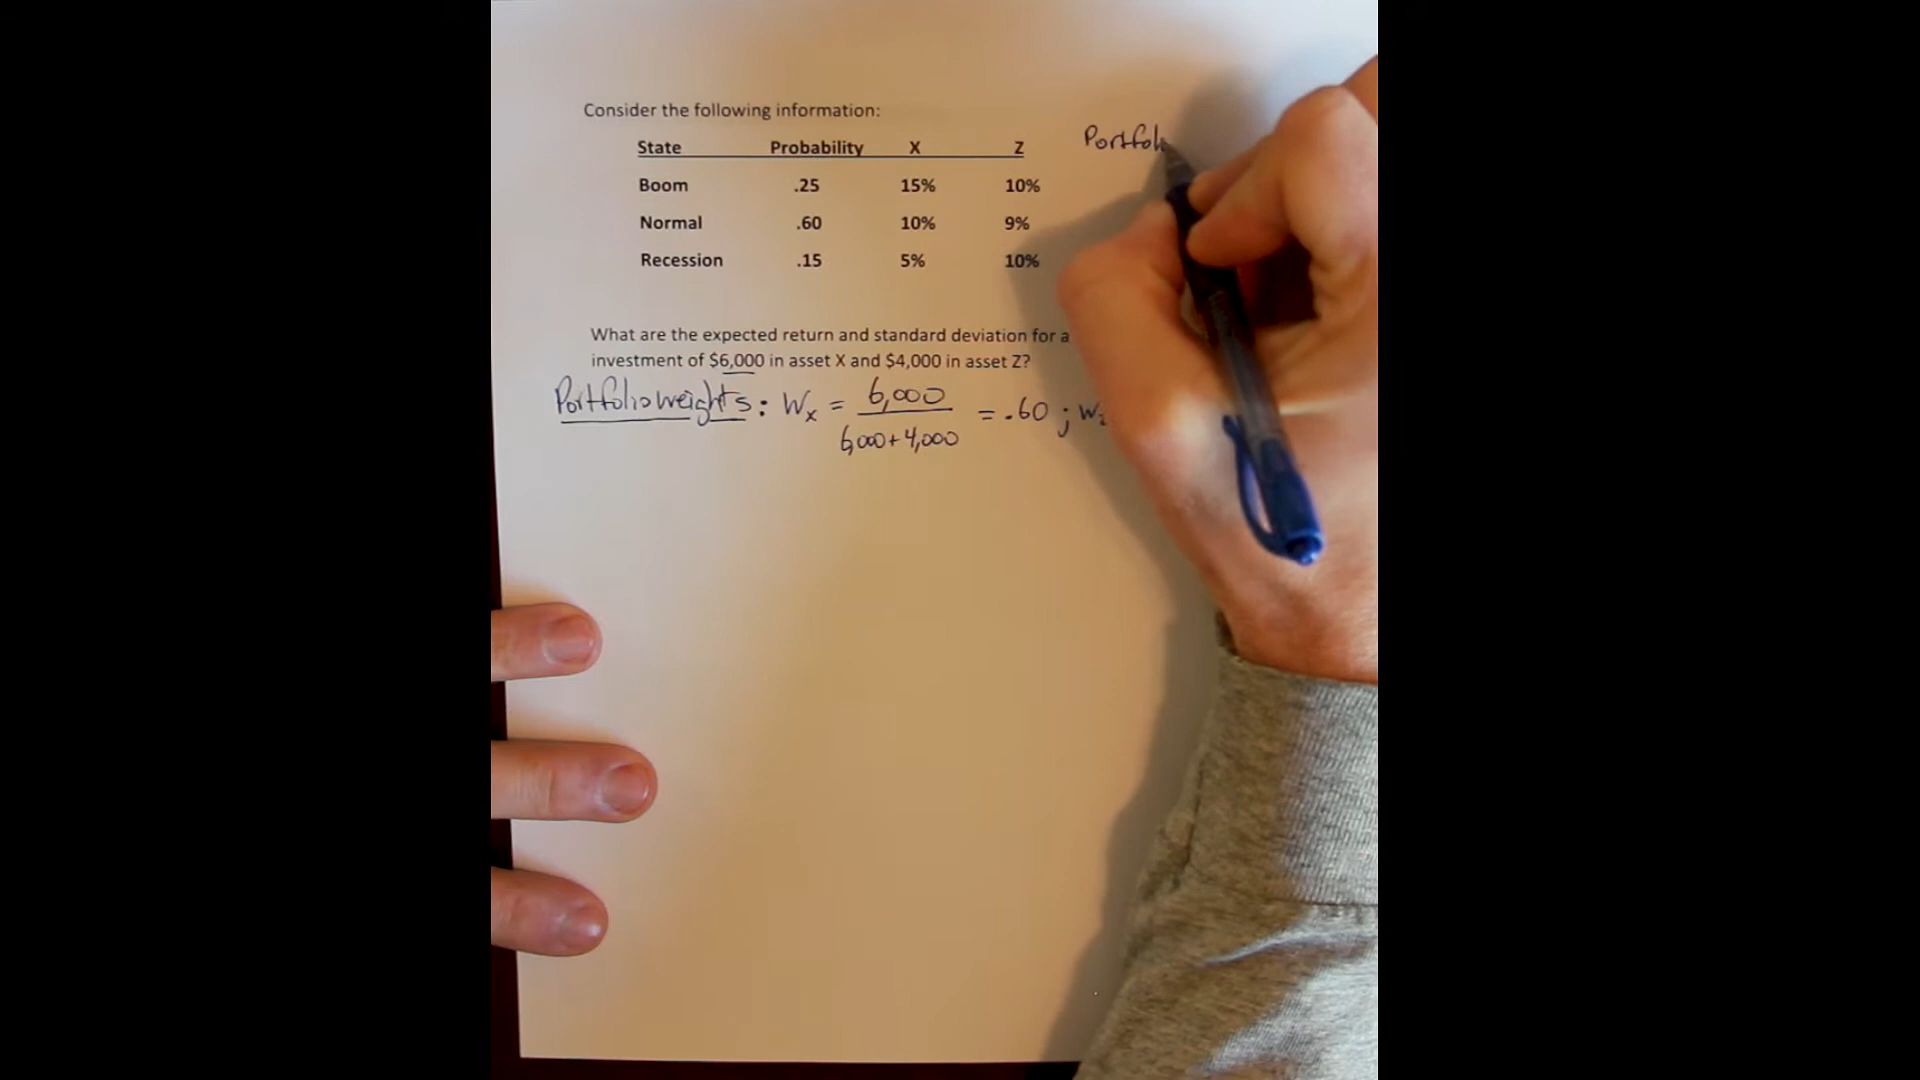 Consider the following information:
State Probability X Z
Portfoli
Boom .25 15% 10%
Normal .60 10% 9%
Recession .15 5% 10%
What are the expected return and standard deviation for a
investment of $6,000 in asset X and $4,000 in asset Z?
Portfolio weights: Wx = 6,000 / 6,000+4,000 = .60 ; Wz